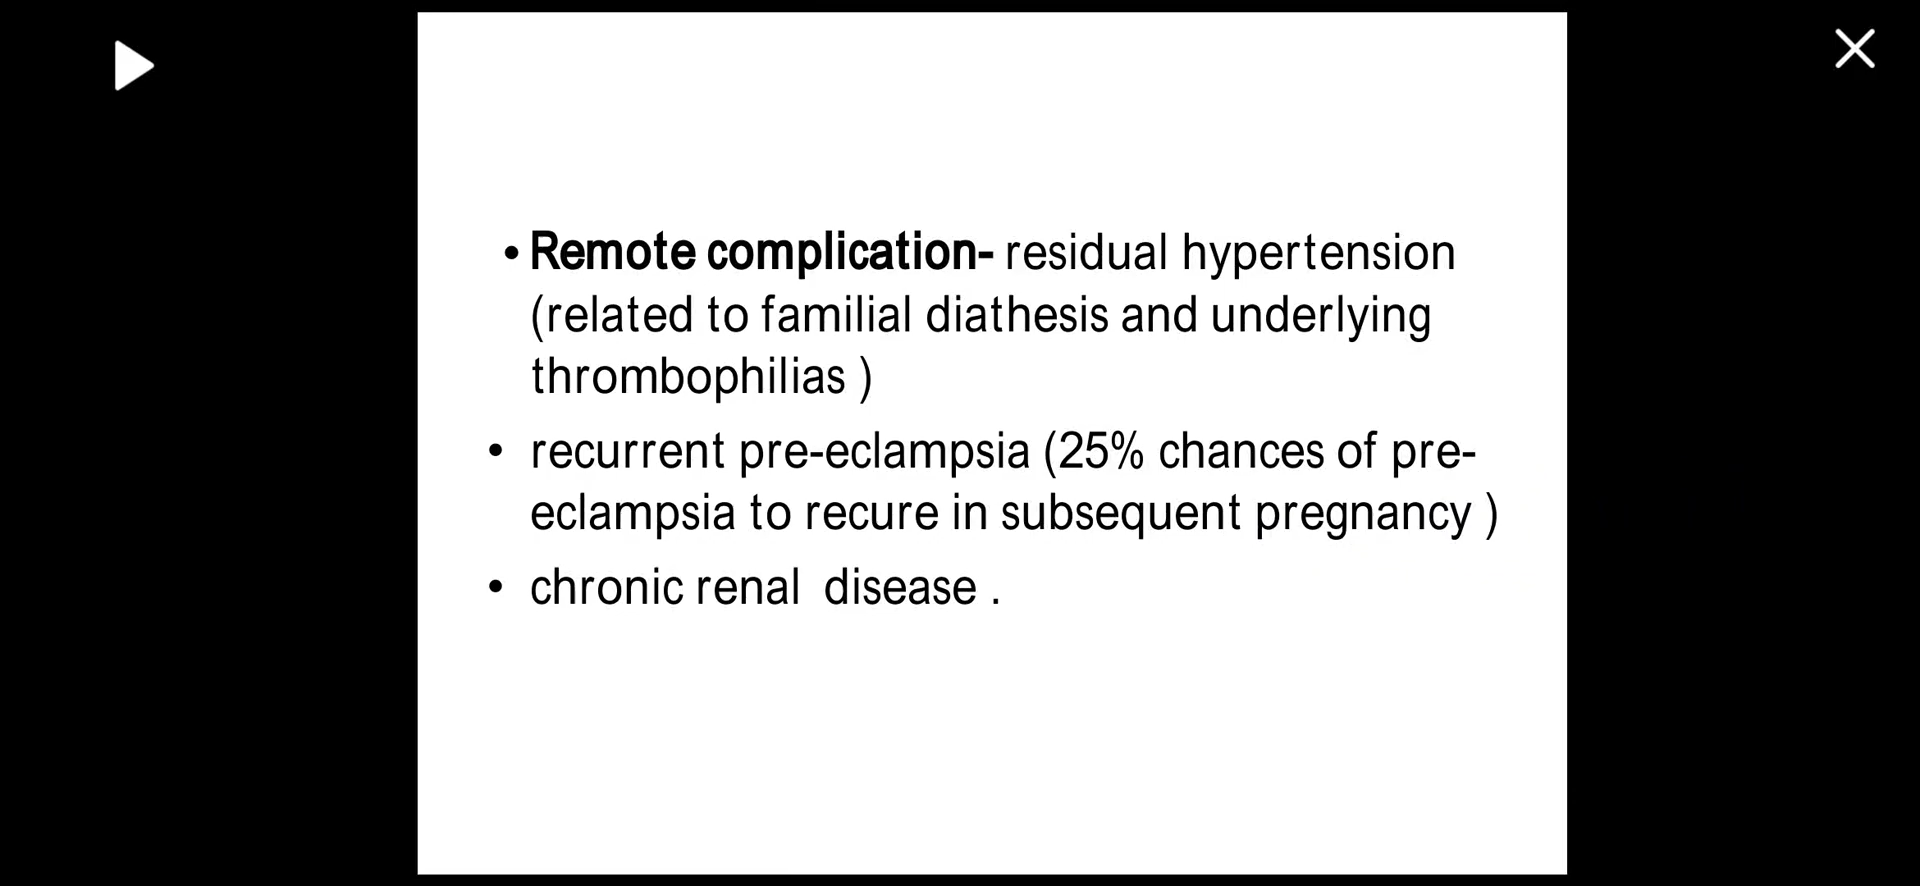 • Remote complication- residual hypertension
(related to familial diathesis and underlying
thrombophilias )
• recurrent pre-eclampsia (25% chances of pre-
eclampsia to recure in subsequent pregnancy )
• chronic renal  disease .